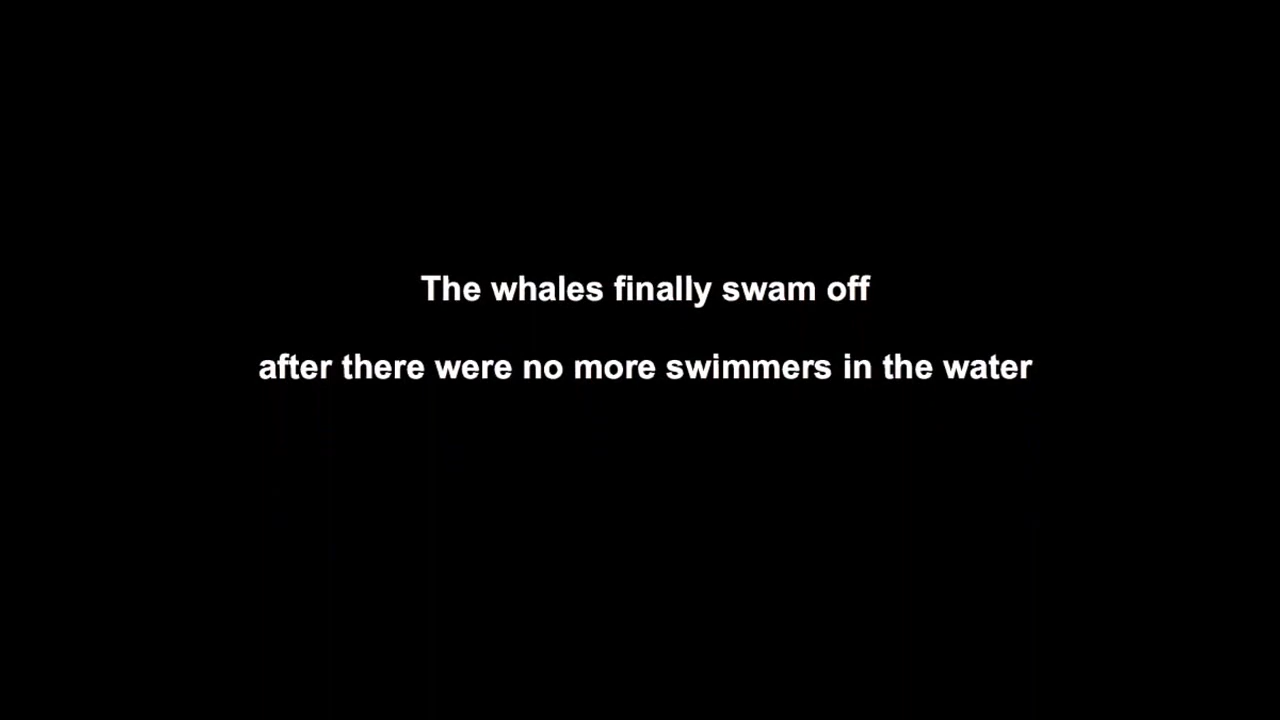 The whales finally swam off
after there were no more swimmers in the water